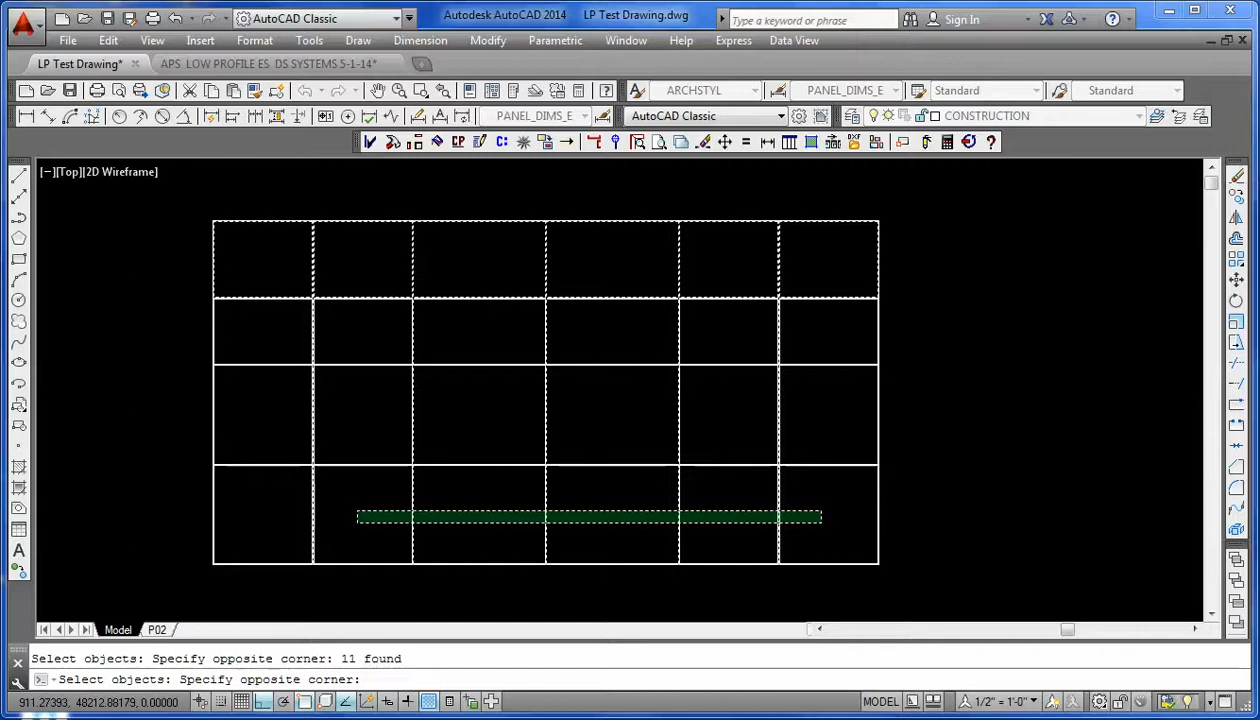 AutoCAD Classic Autodesk AutoCAD 2014 LP Test Drawing.dwg Type a keyword or phrase Sign In
File Edit View Insert Format Tools Draw Dimension Modify Parametric Window Help Express Data View
LP Test Drawing* APS LOW PROFILE ES DS SYSTEMS 5-1-14*
ARCHSTYL PANEL_DIMS_E Standard Standard
PANEL_DIMS_E AutoCAD Classic CONSTRUCTION
CP C: DXF
[−][Top][2D Wireframe]
Model P02
Select objects: Specify opposite corner: 11 found
Select objects: Specify opposite corner:
911.27393, 48212.88179, 0.00000 MODEL 1/2" = 1'-0"